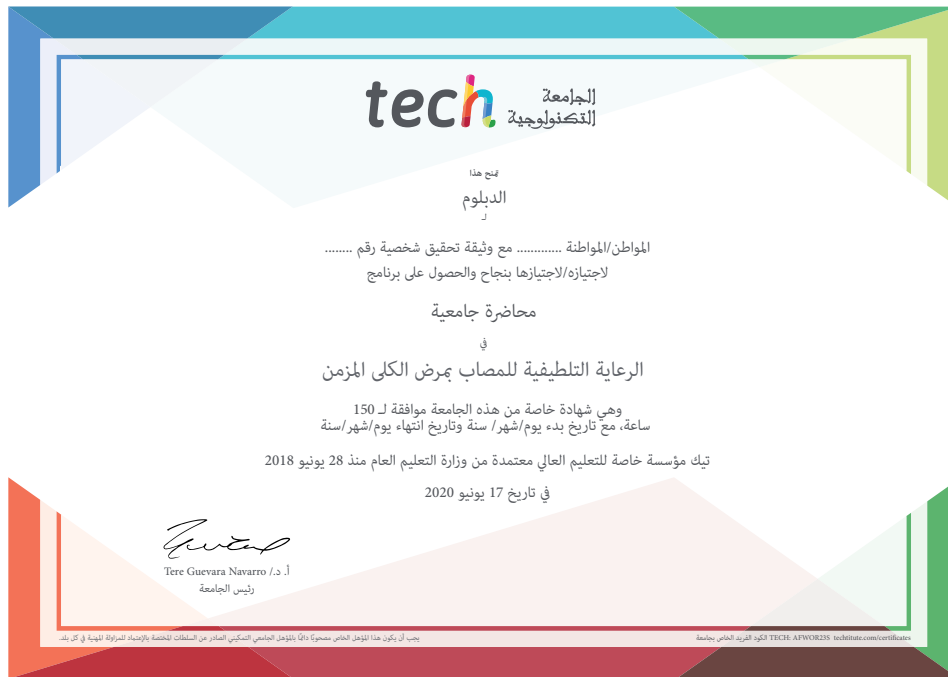 tech الجامعة
التكنولوجية
يمنح هذا
الدبلوم
لـ
المواطن/المواطنة ............ مع وثيقة تحقيق شخصية رقم ........
لاجتيازه/لاجتيازها بنجاح والحصول على برنامج
محاضرة جامعية
في
الرعاية التلطيفية للمصاب بمرض الكلى المزمن
وهي شهادة خاصة من هذه الجامعة موافقة لـ 150
ساعة، مع تاريخ بدء يوم/شهر/ سنة وتاريخ انتهاء يوم/شهر/سنة
تيك مؤسسة خاصة للتعليم العالي معتمدة من وزارة التعليم العام منذ 28 يونيو 2018
في تاريخ 17 يونيو 2020
أ. د./ Tere Guevara Navarro
رئيس الجامعة
يجب أن يكون هذا المؤهل الخاص مصحوبًا دائمًا بالمؤهل الجامعي التمكيني الصادر عن السلطات المختصة بالإعتماد للمزاولة المهنية في كل بلد.
الكود الفريد الخاص بجامعة TECH: AFWOR23S techtitute.com/certificates